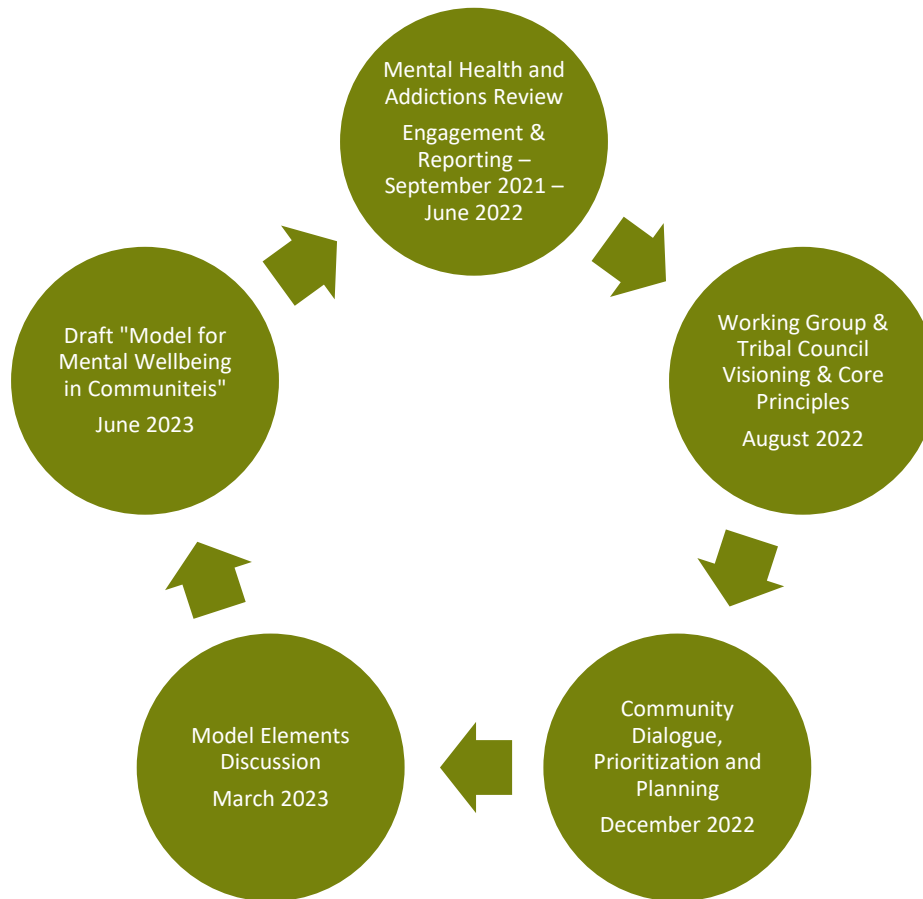 Mental Health and
Addictions Review
Engagement &
Reporting –
September 2021 –
June 2022
Working Group &
Tribal Council
Visioning & Core
Principles
August 2022
Community
Dialogue,
Prioritization and
Planning
December 2022
Model Elements
Discussion
March 2023
Draft "Model for
Mental Wellbeing
in Communiteis"
June 2023